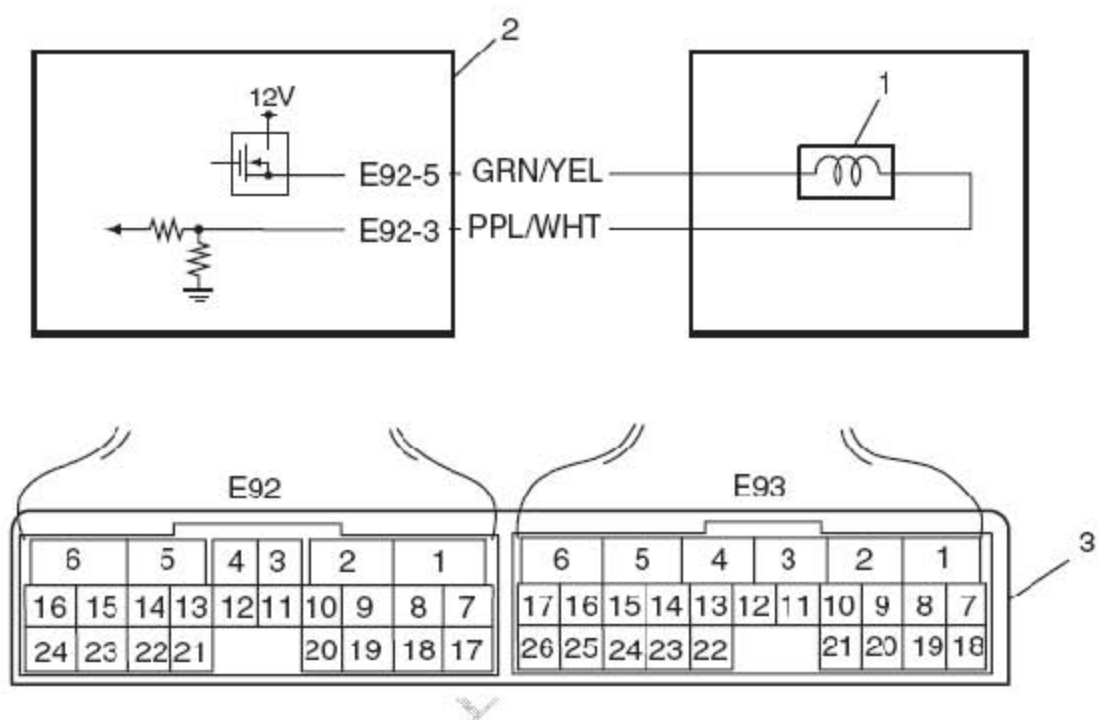 2
12V
1
E92-5 GRN/YEL
E92-3 PPL/WHT
E92 E93
3
6 5 4 3 2 1 6 5 4 3 2 1
16 15 14 13 12 11 10 9 8 7 17 16 15 14 13 12 11 10 9 8 7
24 23 22 21 20 19 18 17 26 25 24 23 22 21 20 19 18